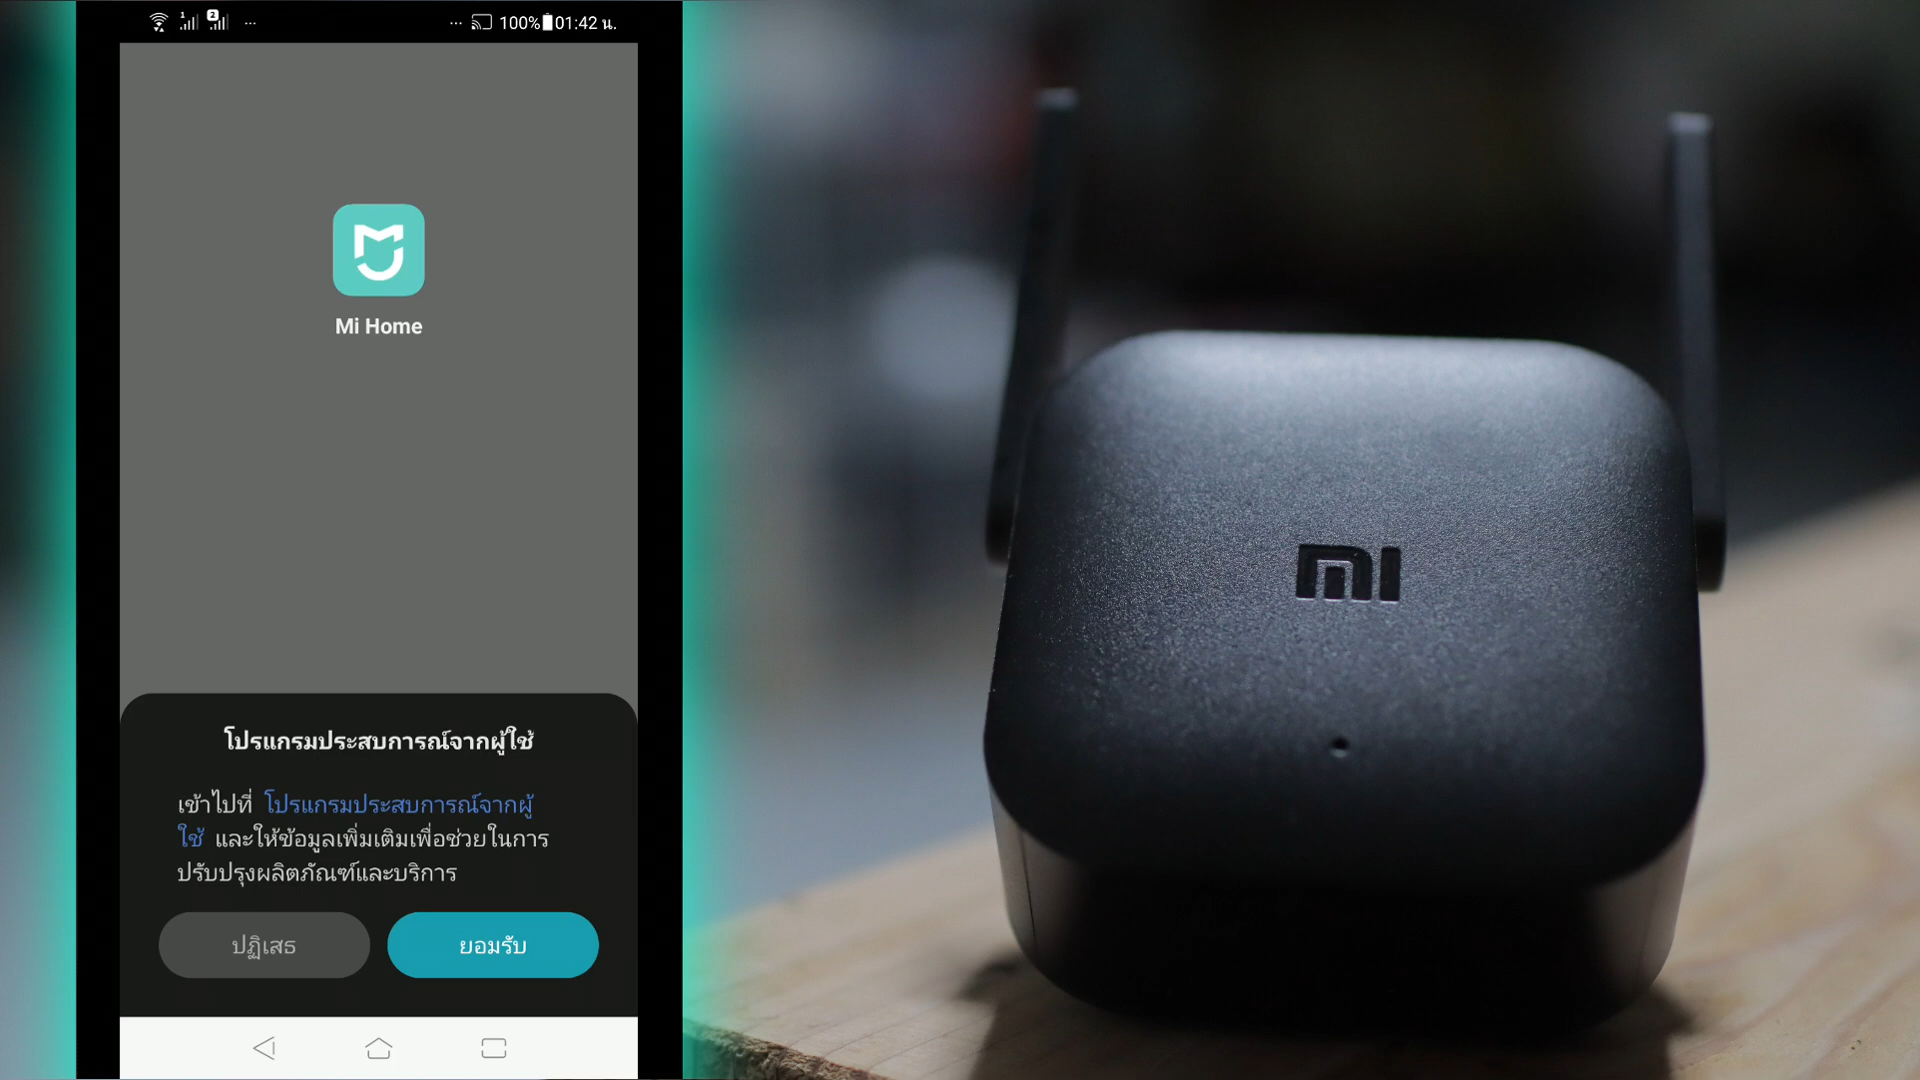 1 2 ... ... 100% 01:42 น.
Mi Home
โปรแกรมประสบการณ์จากผู้ใช้
เข้าไปที่ โปรแกรมประสบการณ์จากผู้
ใช้ และให้ข้อมูลเพิ่มเติมเพื่อช่วยในการ
ปรับปรุงผลิตภัณฑ์และบริการ
ปฏิเสธ
ยอมรับ
mi